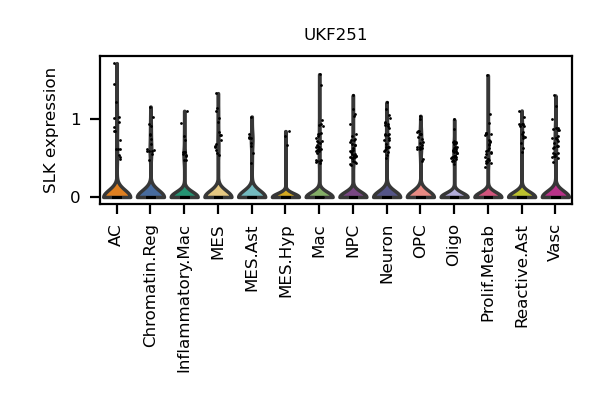 UKF251
SLK expression
1
0
AC
Chromatin.Reg
Inflammatory.Mac
MES
MES.Ast
MES.Hyp
Mac
NPC
Neuron
OPC
Oligo
Prolif.Metab
Reactive.Ast
Vasc